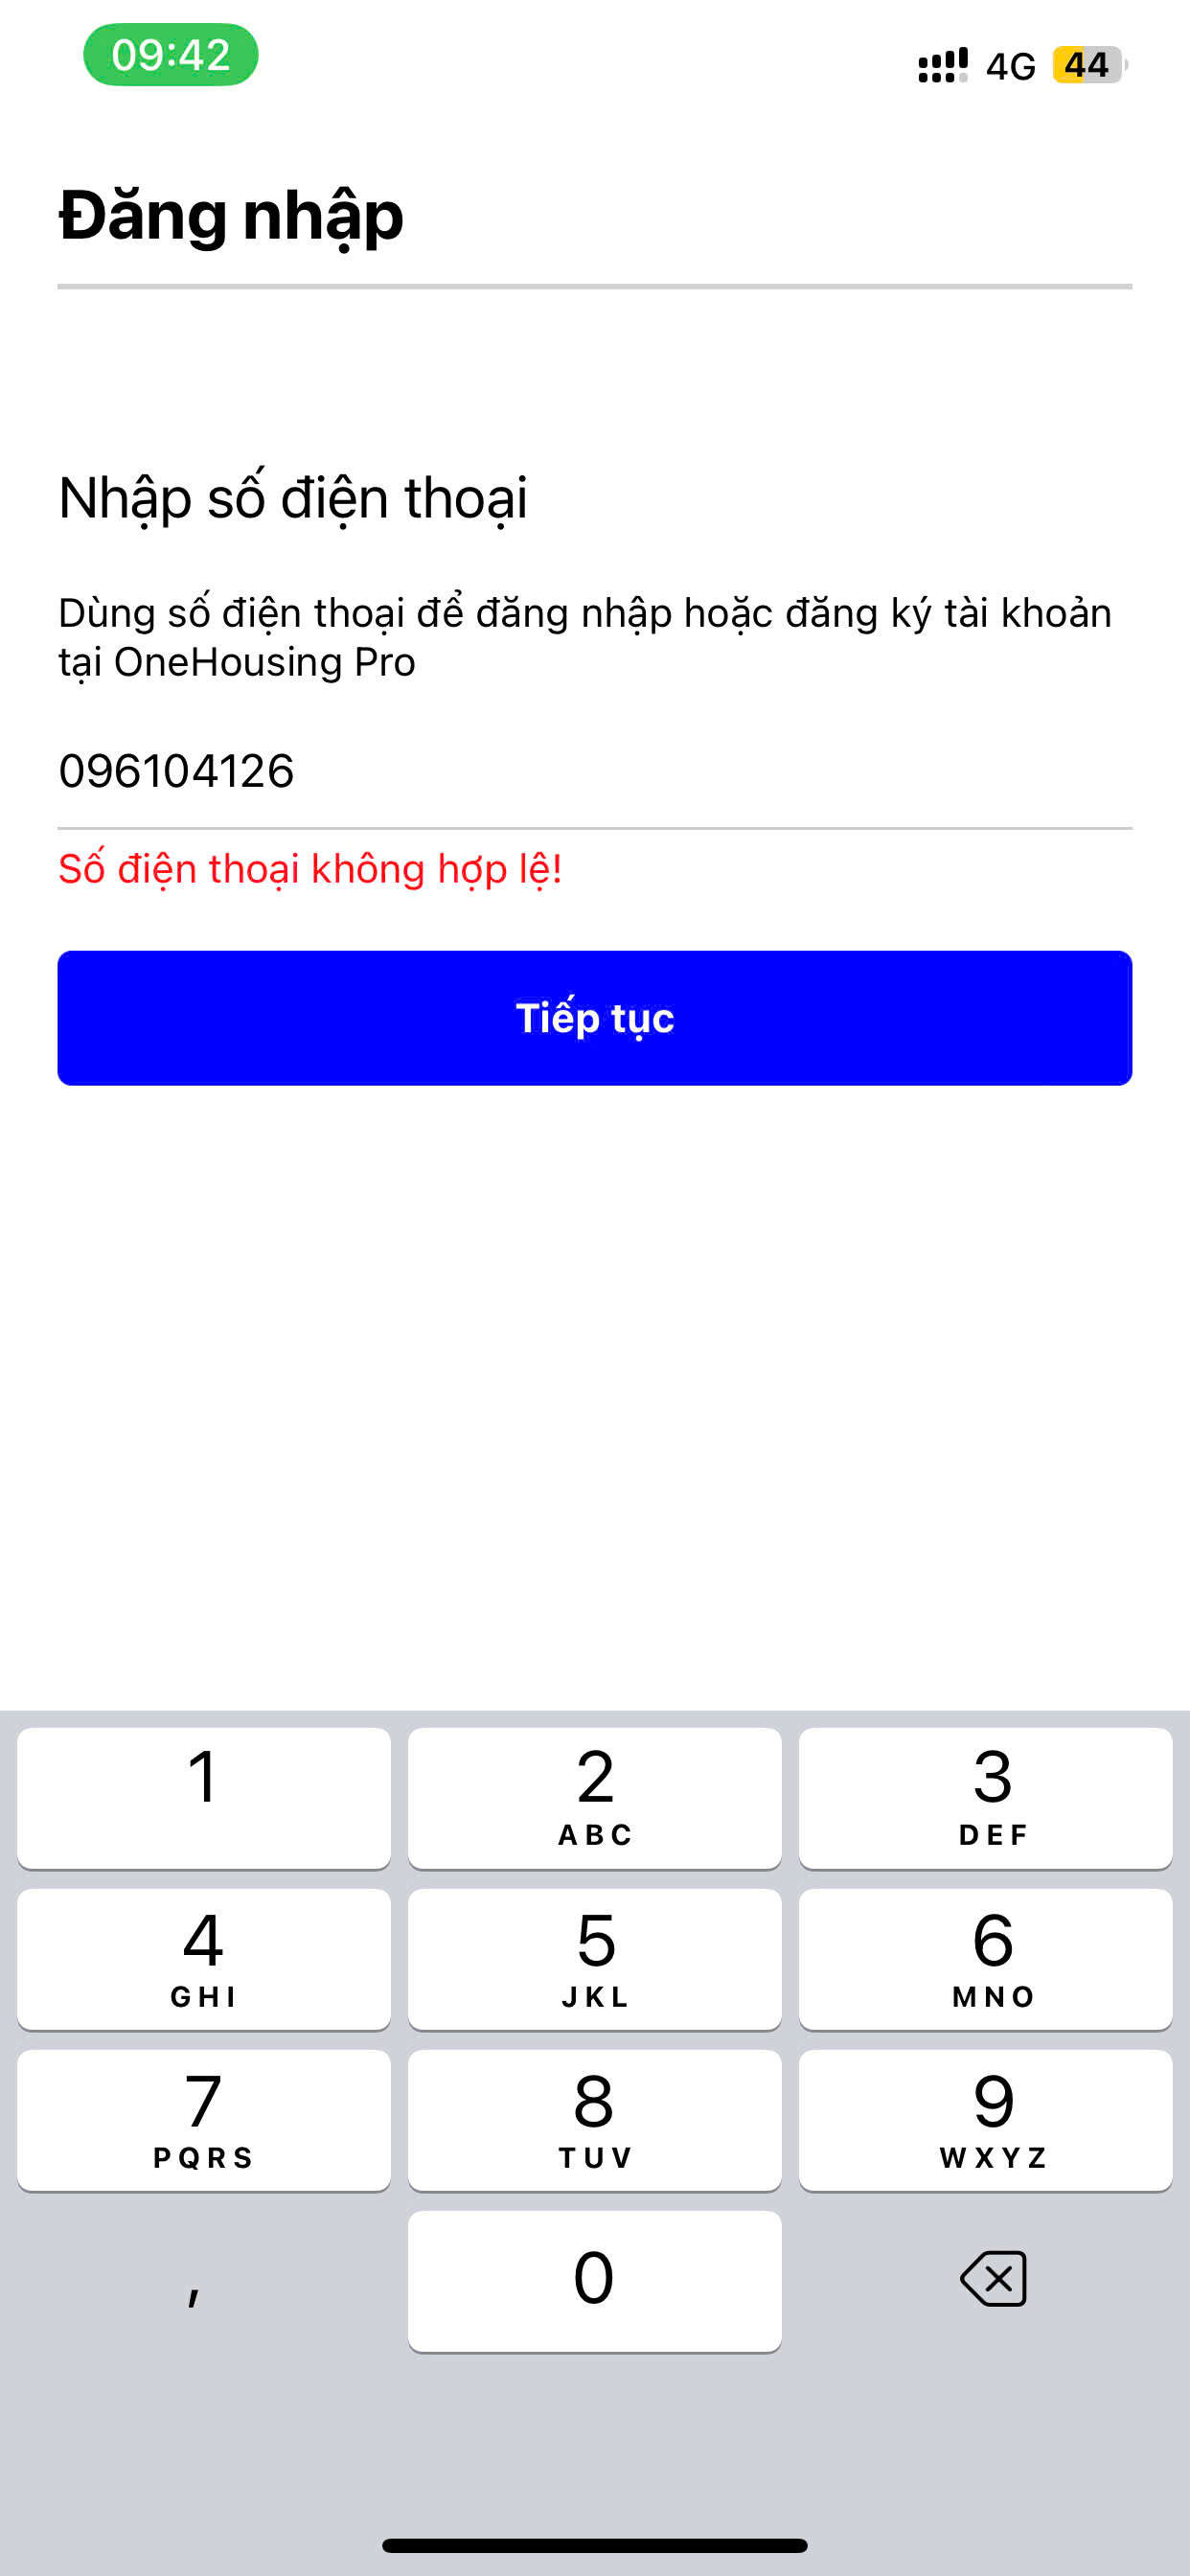 09:42
4G 44
Đăng nhập
Nhập số điện thoại
Dùng số điện thoại để đăng nhập hoặc đăng ký tài khoản
tại OneHousing Pro
096104126
Số điện thoại không hợp lệ!
Tiếp tục
1 2 3
ABC DEF
4 5 6
GHI JKL MNO
7 8 9
PQRS TUV WXYZ
, 0